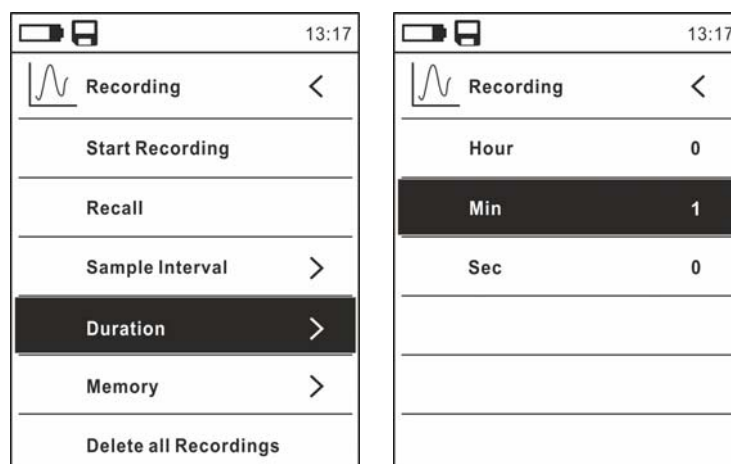 13:17
Recording <
Start Recording
Recall
Sample Interval >
Duration >
Memory >
Delete all Recordings
13:17
Recording <
Hour 0
Min 1
Sec 0